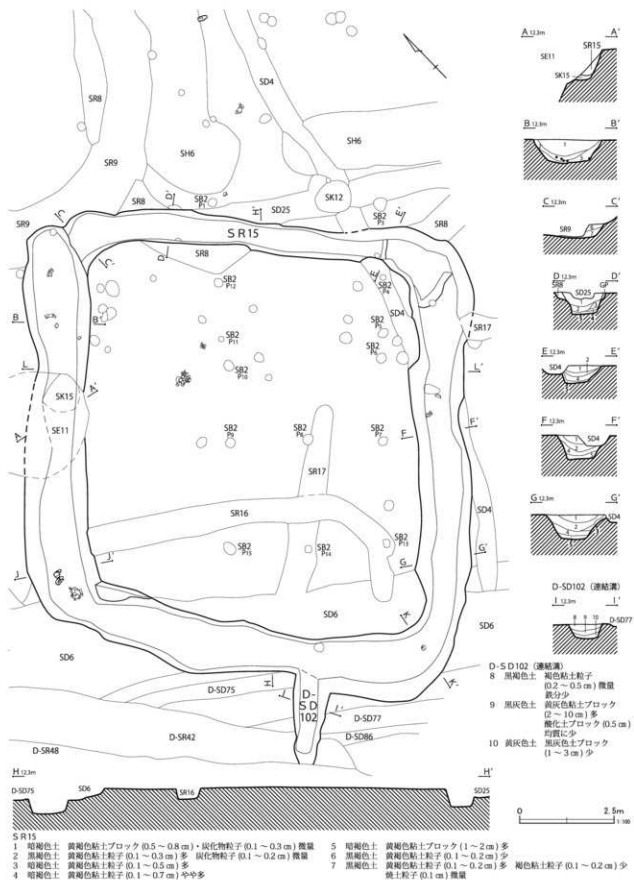 A 12.3m A'
SE11
SR15
SK15
B 12.3m B'
1
C 12.3m C'
SR9
D 12.3m D'
SR8
SD25
GP
E 12.3m E'
SD4
1
2
F 12.3m F'
SD4
G 12.3m G'
1
2
SD4
D-SD102（連結溝）
I 12.3m I'
8 9 10
D-SD77
D-SD102（連結溝）
8 黒褐色土 褐色粘土粒子
(0.2～0.5㎝) 微量
鉄分少
9 黒灰色土 黄灰色粘土ブロック
(2～10㎝) 多
酸化土ブロック (0.5㎝)
均質に少
10 黄灰色土 黒灰色土ブロック
(1～3㎝) 少
SR8
SR9
SH6
SD4
SH6
SK12
SR8
SB2
P1
SD25
SB2
P3
SR8
SR9
SR15
SR8
SB2
P12
SD4
SB2
P11
SB2
P10
SR17
SK15
SE11
SB2
P9
SB2
P8
SB2
P7
SR17
SR16
SD4
SB2
P15
SB2
P14
SB2
P13
SD6
SD6
SD6
D-SD75
D-
SD
102
D-SD77
D-SD86
D-SR42
D-SR48
H 12.3m H'
D-SD75
SD6
SR16
SD25
0 2.5m
1:100
SR15
1 暗褐色土 黄褐色粘土ブロック (0.5～0.8㎝)・炭化物粒子 (0.1～0.3㎝) 微量
2 黒褐色土 黄褐色粘土粒子 (0.1～0.3㎝) 多 炭化物粒子 (0.1～0.2㎝) 微量
3 暗褐色土 黄褐色粘土粒子 (0.1～0.5㎝) 多
4 暗褐色土 黄褐色粘土粒子 (0.1～0.7㎝) やや多
5 暗褐色土 黄褐色粘土ブロック (1～2㎝) 多
6 黒褐色土 黄褐色粘土粒子 (0.1～0.2㎝) 少
7 黒褐色土 黄褐色粘土粒子 (0.1～0.2㎝) 多 褐色粘土粒子 (0.1～0.2㎝) 少
焼土粒子 (0.1㎝) 微量